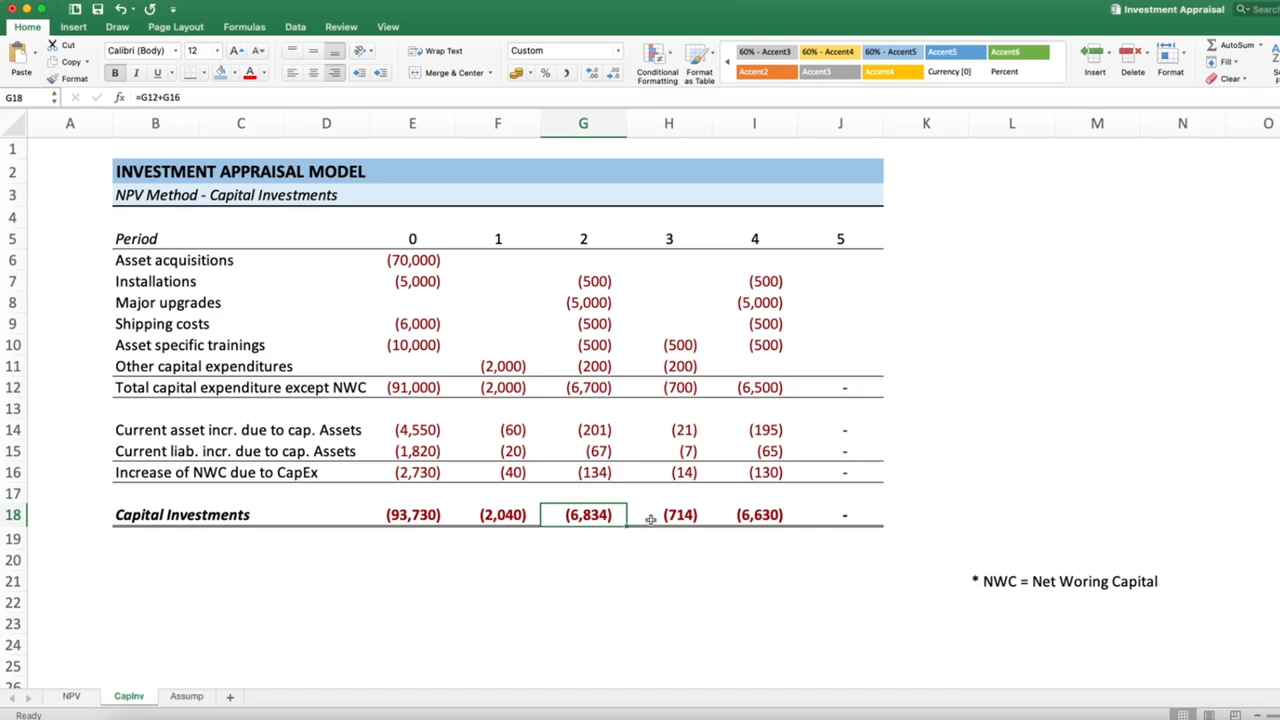 Investment Appraisal
Search
Home Insert Draw Page Layout Formulas Data Review View
Paste
Cut
Copy
Format
Calibri (Body) 12
B I U
Wrap Text
Merge & Center
Custom
Conditional Formatting
Format as Table
60% - Accent3 60% - Accent4 60% - Accent5 Accent5 Accent6
Accent2 Accent3 Accent4 Currency [0] Percent
Insert Delete Format
AutoSum
Fill
Clear
G18 fx =G12+G16
A B C D E F G H I J K L M N O
1
2 INVESTMENT APPRAISAL MODEL
3 NPV Method - Capital Investments
4
5 Period 0 1 2 3 4 5
6 Asset acquisitions (70,000)
7 Installations (5,000) (500) (500)
8 Major upgrades (5,000) (5,000)
9 Shipping costs (6,000) (500) (500)
10 Asset specific trainings (10,000) (500) (500) (500)
11 Other capital expenditures (2,000) (200) (200)
12 Total capital expenditure except NWC (91,000) (2,000) (6,700) (700) (6,500) -
13
14 Current asset incr. due to cap. Assets (4,550) (60) (201) (21) (195) -
15 Current liab. incr. due to cap. Assets (1,820) (20) (67) (7) (65) -
16 Increase of NWC due to CapEx (2,730) (40) (134) (14) (130) -
17
18 Capital Investments (93,730) (2,040) (6,834) (714) (6,630) -
19
20
21 * NWC = Net Woring Capital
22
23
24
25
26
NPV CapInv Assump +
Ready